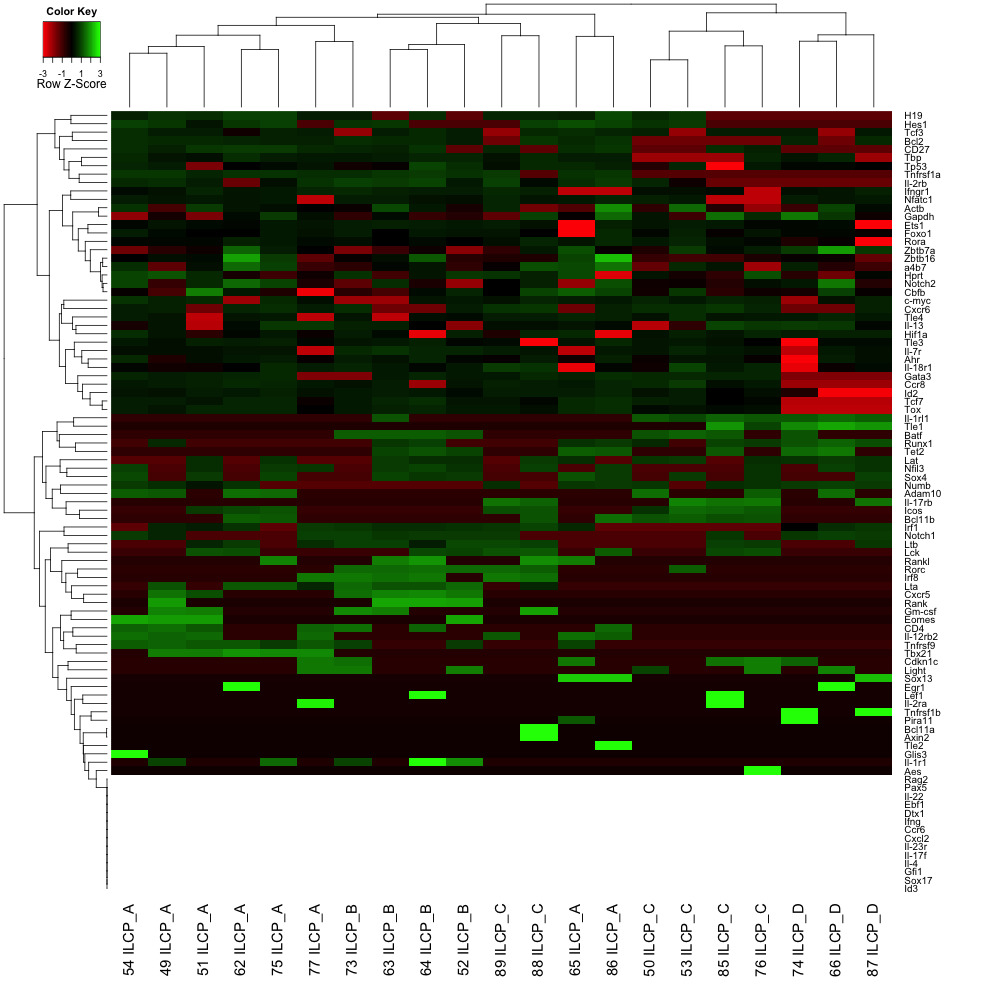 Color Key
-3 -1 1 3
Row Z-Score
H19
Hes1
Tcf3
Bcl2
CD27
Tbp
Tp53
Tnfrsf1a
Il-2rb
Ifngr1
Nfatc1
Actb
Gapdh
Ets1
Foxo1
Rora
Zbtb7a
Zbtb16
a4b7
Hprt
Notch2
Cbfb
c-myc
Cxcr6
Tle4
Il-13
Hif1a
Tle3
Il-7r
Ahr
Il-18r1
Gata3
Ccr8
Id2
Tcf7
Tox
Il-1rl1
Tle1
Batf
Runx1
Tet2
Lat
Nfil3
Sox4
Numb
Adam10
Il-17rb
Icos
Bcl11b
Irf1
Notch1
Ltb
Lck
Rankl
Rorc
Irf8
Lta
Cxcr5
Rank
Gm-csf
Eomes
CD4
Il-12rb2
Tnfrsf9
Tbx21
Cdkn1c
Light
Sox13
Egr1
Lef1
Il-2ra
Tnfrsf1b
Pira11
Bcl11a
Axin2
Tle2
Glis3
Il-1r1
Aes
Rag2
Pax5
Il-22
Ebf1
Dtx1
Ifng
Ccr6
Cxcl2
Il-23r
Il-17f
Il-4
Gfi1
Sox17
Id3
54 ILCP_A
49 ILCP_A
51 ILCP_A
62 ILCP_A
75 ILCP_A
77 ILCP_A
73 ILCP_B
63 ILCP_B
64 ILCP_B
52 ILCP_B
89 ILCP_C
88 ILCP_C
65 ILCP_A
86 ILCP_A
50 ILCP_C
53 ILCP_C
85 ILCP_C
76 ILCP_C
74 ILCP_D
66 ILCP_D
87 ILCP_D